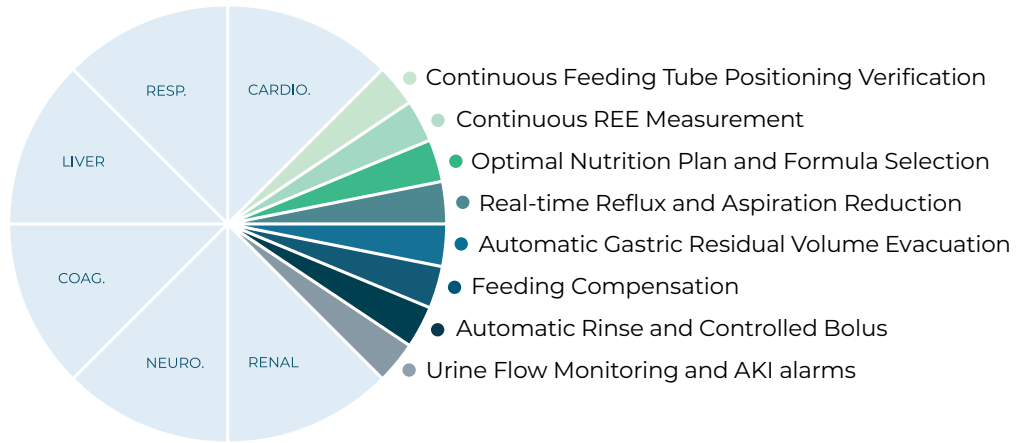 RESP.
CARDIO.
LIVER
COAG.
NEURO.
RENAL
Continuous Feeding Tube Positioning Verification
Continuous REE Measurement
Optimal Nutrition Plan and Formula Selection
Real-time Reflux and Aspiration Reduction
Automatic Gastric Residual Volume Evacuation
Feeding Compensation
Automatic Rinse and Controlled Bolus
Urine Flow Monitoring and AKI alarms